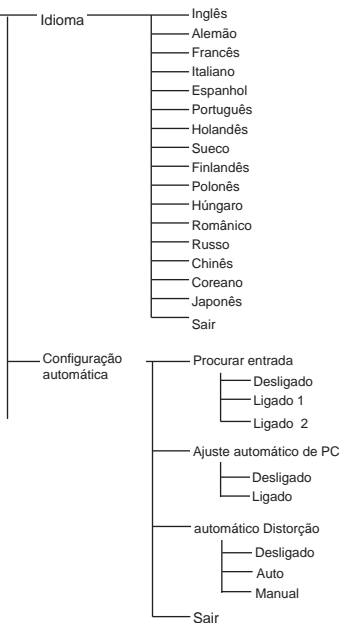 Idioma
Inglês
Alemão
Francês
Italiano
Espanhol
Português
Holandês
Sueco
Finlandês
Polonês
Húngaro
Românico
Russo
Chinês
Coreano
Japonês
Sair
Configuração
automática
Procurar entrada
Desligado
Ligado 1
Ligado 2
Ajuste automático de PC
Desligado
Ligado
automático Distorção
Desligado
Auto
Manual
Sair